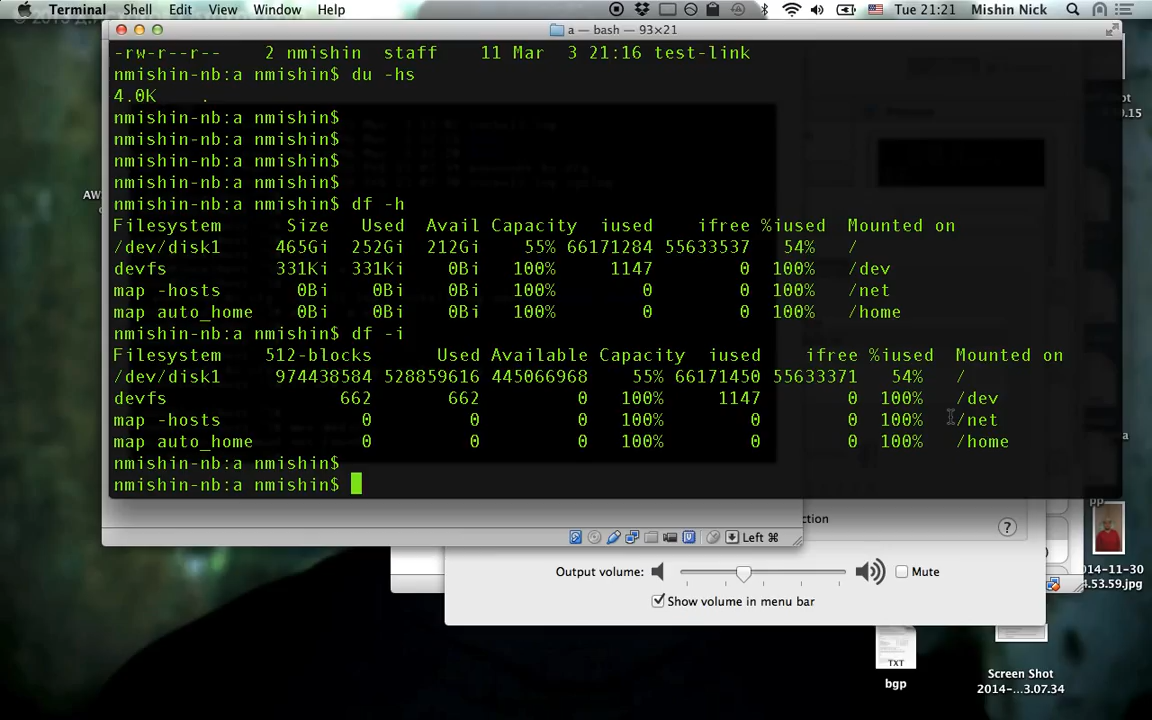 Terminal Shell Edit View Window Help Tue 21:21 Mishin Nick
a — bash — 93×21
-rw-r--r-- 2 nmishin staff 11 Mar 3 21:16 test-link
nmishin-nb:a nmishin$ du -hs
4.0K .
nmishin-nb:a nmishin$
nmishin-nb:a nmishin$
nmishin-nb:a nmishin$
nmishin-nb:a nmishin$
nmishin-nb:a nmishin$ df -h
Filesystem Size Used Avail Capacity iused ifree %iused Mounted on
/dev/disk1 465Gi 252Gi 212Gi 55% 66171284 55633537 54% /
devfs 331Ki 331Ki 0Bi 100% 1147 0 100% /dev
map -hosts 0Bi 0Bi 0Bi 100% 0 0 100% /net
map auto_home 0Bi 0Bi 0Bi 100% 0 0 100% /home
nmishin-nb:a nmishin$ df -i
Filesystem 512-blocks Used Available Capacity iused ifree %iused Mounted on
/dev/disk1 974438584 528859616 445066968 55% 66171450 55633371 54% /
devfs 662 662 0 100% 1147 0 100% /dev
map -hosts 0 0 0 100% 0 0 100% /net
map auto_home 0 0 0 100% 0 0 100% /home
nmishin-nb:a nmishin$
nmishin-nb:a nmishin$
AW
ction ?
Left ⌘
Output volume: Mute
Show volume in menu bar
014-11-30
4.53.59.jpg
TXT
bgp
Screen Shot
2014-...3.07.34